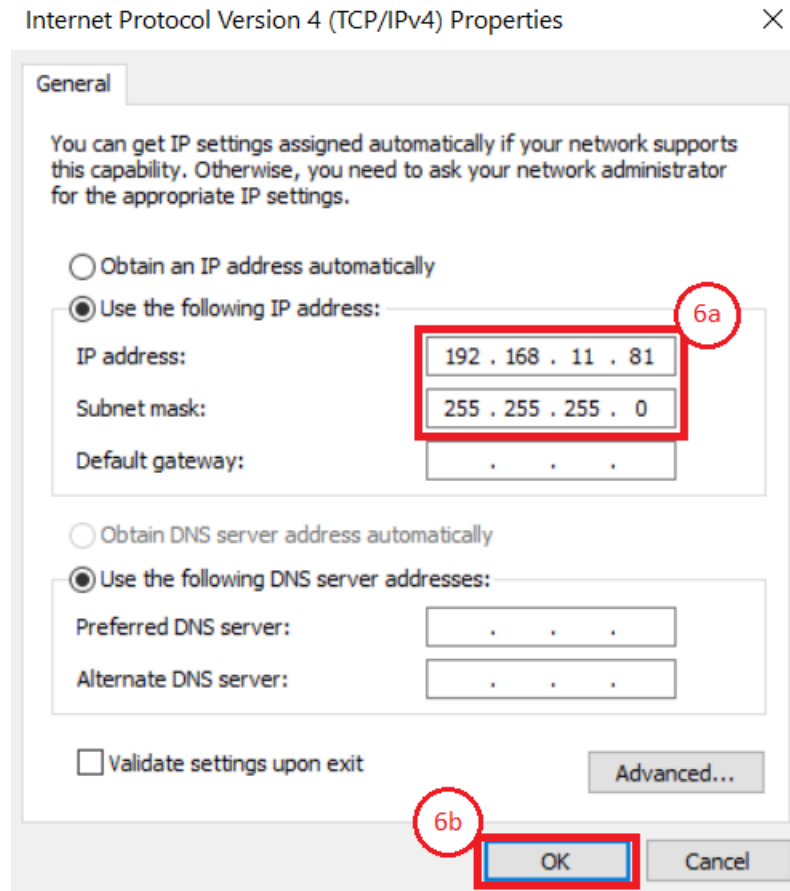 Internet Protocol Version 4 (TCP/IPv4) Properties
General
You can get IP settings assigned automatically if your network supports
this capability. Otherwise, you need to ask your network administrator
for the appropriate IP settings.
Obtain an IP address automatically
Use the following IP address:
6a
IP address: 192 . 168 . 11 . 81
Subnet mask: 255 . 255 . 255 . 0
Default gateway: . . .
Obtain DNS server address automatically
Use the following DNS server addresses:
Preferred DNS server: . . .
Alternate DNS server: . . .
Validate settings upon exit
Advanced...
6b
OK Cancel